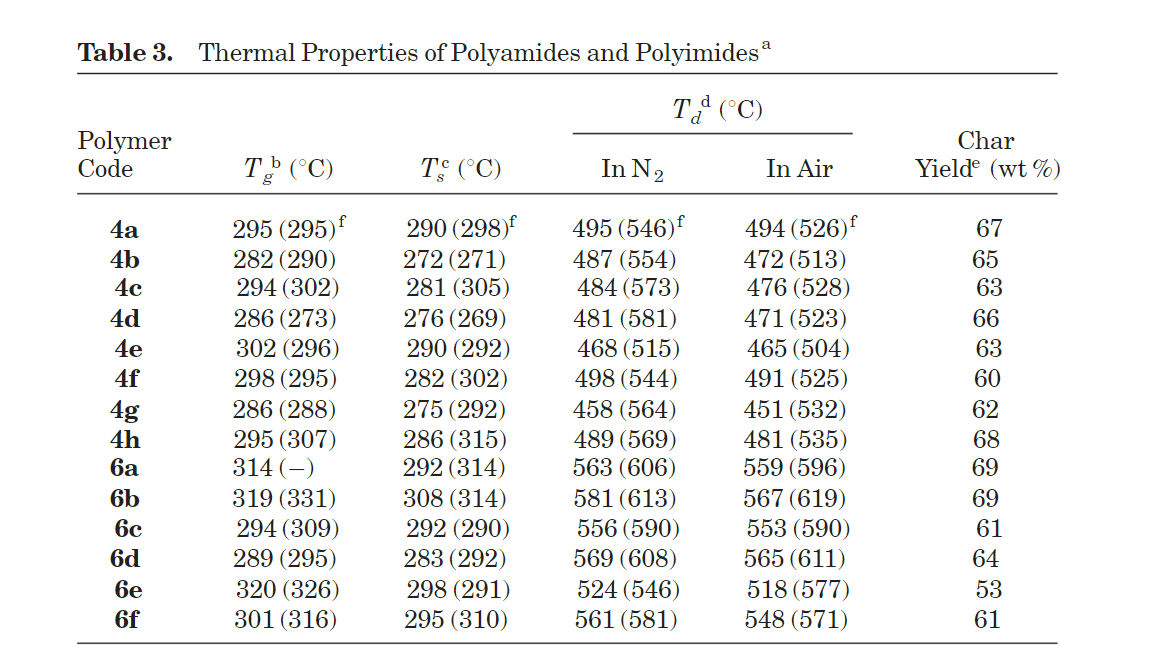 Table 3. Thermal Properties of Polyamides and Polyimides a
T d d (°C)
Polymer Char
Code T g b (°C) T s c (°C) In N 2 In Air Yield e (wt %)
4a 295 (295) f 290 (298) f 495 (546) f 494 (526) f 67
4b 282 (290) 272 (271) 487 (554) 472 (513) 65
4c 294 (302) 281 (305) 484 (573) 476 (528) 63
4d 286 (273) 276 (269) 481 (581) 471 (523) 66
4e 302 (296) 290 (292) 468 (515) 465 (504) 63
4f 298 (295) 282 (302) 498 (544) 491 (525) 60
4g 286 (288) 275 (292) 458 (564) 451 (532) 62
4h 295 (307) 286 (315) 489 (569) 481 (535) 68
6a 314 (−) 292 (314) 563 (606) 559 (596) 69
6b 319 (331) 308 (314) 581 (613) 567 (619) 69
6c 294 (309) 292 (290) 556 (590) 553 (590) 61
6d 289 (295) 283 (292) 569 (608) 565 (611) 64
6e 320 (326) 298 (291) 524 (546) 518 (577) 53
6f 301 (316) 295 (310) 561 (581) 548 (571) 61